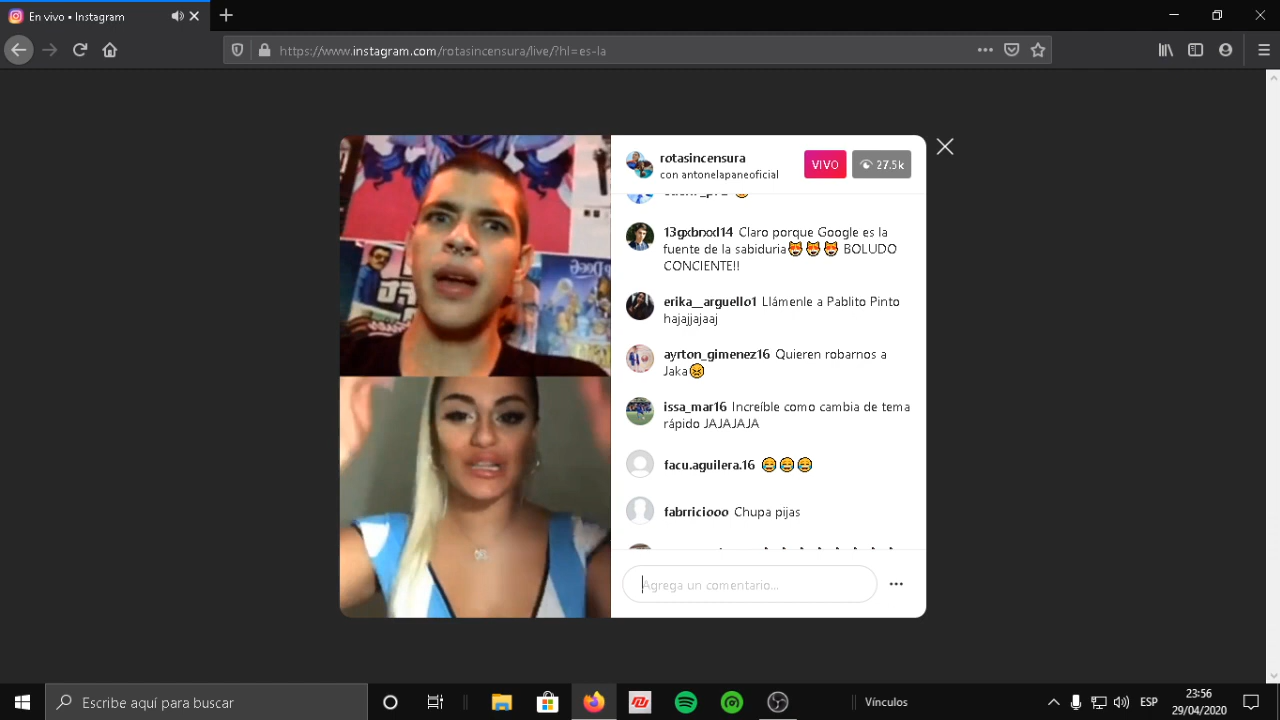 En vivo • Instagram
https://www.instagram.com/rotasincensura/live/?hl=es-la
rotasincensura
con antonelapaneoficial
VIVO
27.5k
13gxbrxxl14 Claro porque Google es la
fuente de la sabiduria😻😻😻 BOLUDO
CONCIENTE!!
erika__arguello1 Llámenle a Pablito Pinto
hajajjajaaj
ayrton_gimenez16 Quieren robarnos a
Jaka😣
issa_mar16 Increíble como cambia de tema
rápido JAJAJAJA
facu.aguilera.16 😂😂😂
fabrriciooo Chupa pijas
Agrega un comentario...
Escribe aquí para buscar
Vínculos
ESP
23:56
29/04/2020